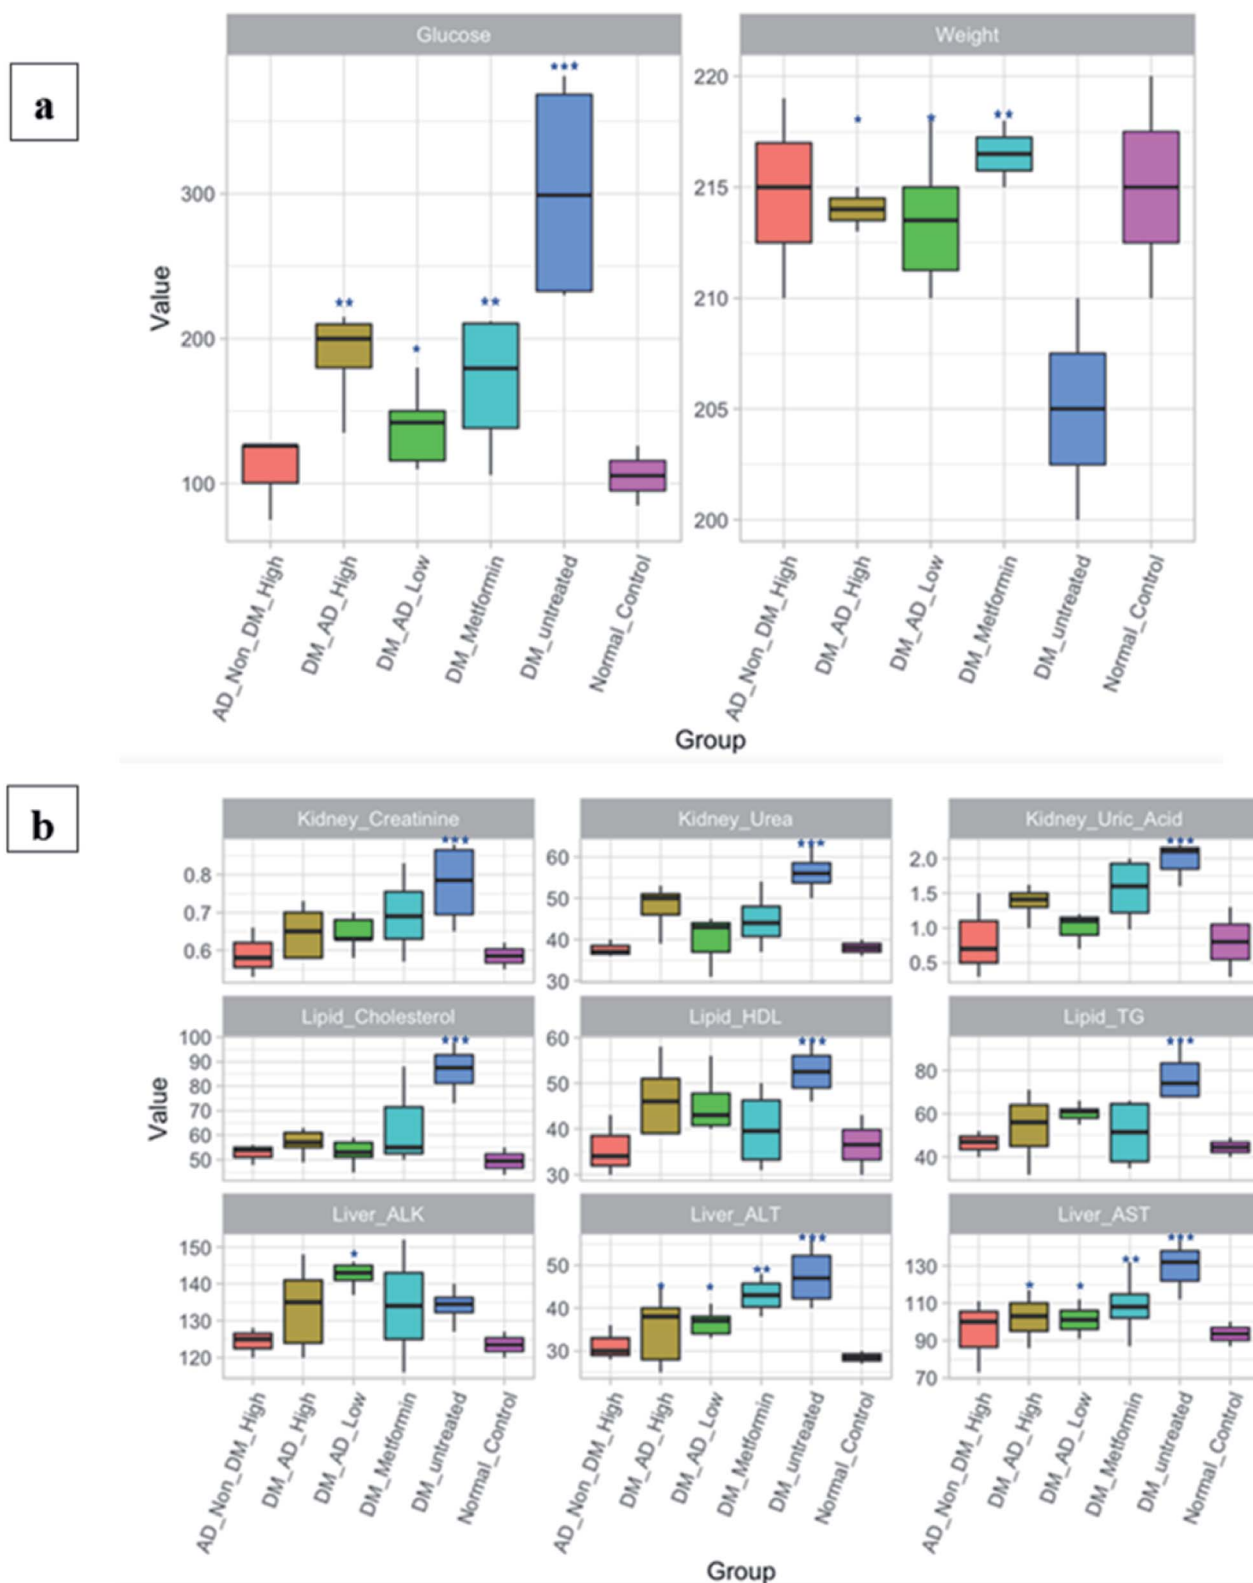 a
Glucose
Weight
***
**
**
*
300
200
100
Value
*
*
**
220
215
210
205
200
AD_Non_DM_High
DM_AD_High
DM_AD_Low
DM_Metformin
DM_untreated
Normal_Control
AD_Non_DM_High
DM_AD_High
DM_AD_Low
DM_Metformin
DM_untreated
Normal_Control
Group
b
Kidney_Creatinine
Kidney_Urea
Kidney_Uric_Acid
***
***
***
0.8
0.7
0.6
60
50
40
30
2.0
1.5
1.0
0.5
Lipid_Cholesterol
Lipid_HDL
Lipid_TG
***
***
***
100
90
80
70
60
50
60
50
40
30
80
60
40
Value
Liver_ALK
Liver_ALT
Liver_AST
*
* * ** ***
* * ** ***
150
140
130
120
50
40
30
130
110
90
70
AD_Non_DM_High
DM_AD_High
DM_AD_Low
DM_Metformin
DM_untreated
Normal_Control
AD_Non_DM_High
DM_AD_High
DM_AD_Low
DM_Metformin
DM_untreated
Normal_Control
AD_Non_DM_High
DM_AD_High
DM_AD_Low
DM_Metformin
DM_untreated
Normal_Control
Group